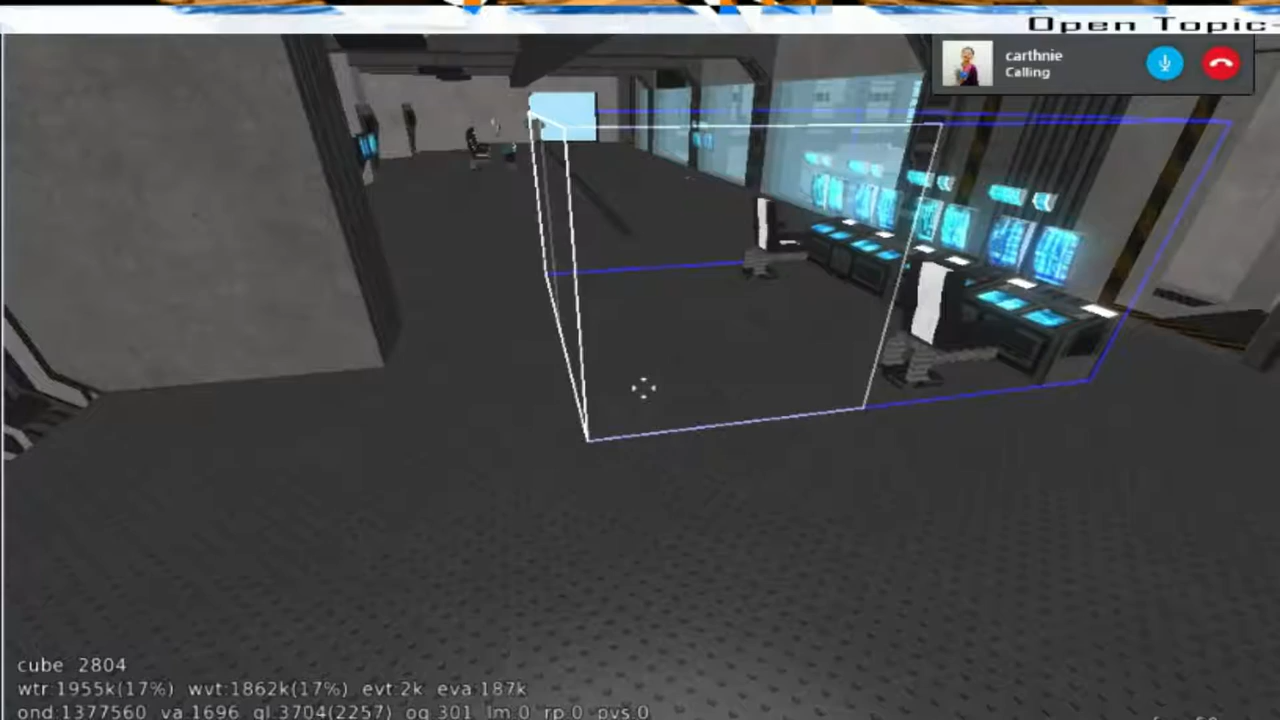 Open Topic-
carthnie
Calling
cube 2804
wtr:1955k(17%) wvt:1862k(17%) evt:2k eva:187k
ond:1377560 va:1696 gl:3704(2257) og:301 lm:0 rp:0 pvs:0